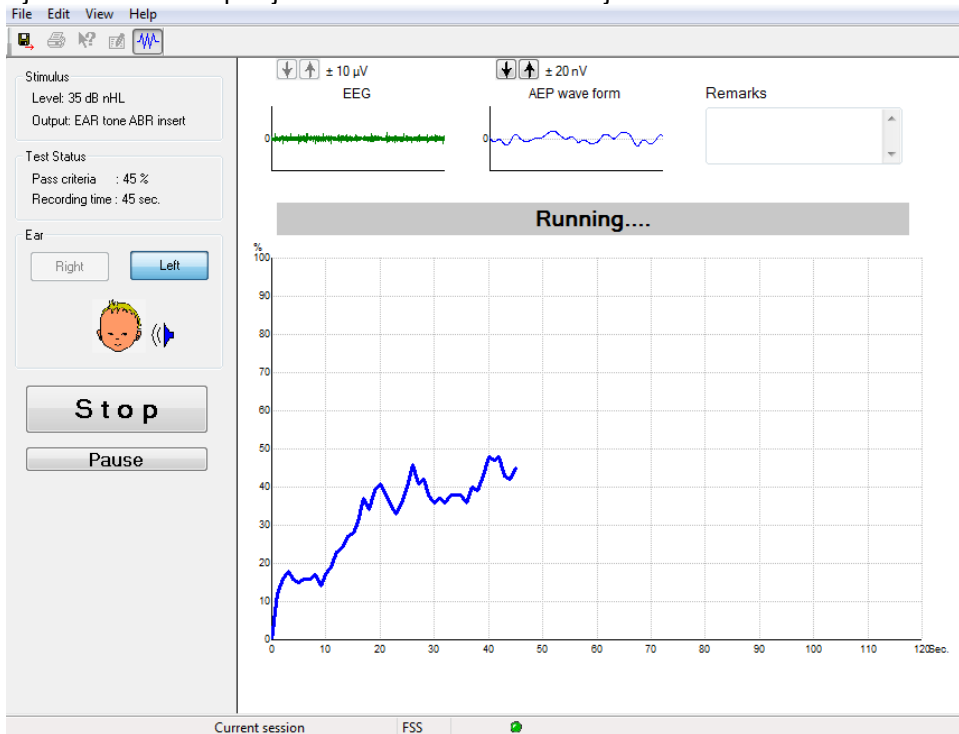 File Edit View Help
± 10 µV
± 20 nV
EEG
AEP wave form
Remarks
0
0
Stimulus
Level: 35 dB nHL
Output: EAR tone ABR insert
Test Status
Pass criteria : 45 %
Recording time : 45 sec.
Ear
Right
Left
Stop
Pause
Running....
%
100
90
80
70
60
50
40
30
20
10
0
0 10 20 30 40 50 60 70 80 90 100 110 120Sec.
Current session FSS